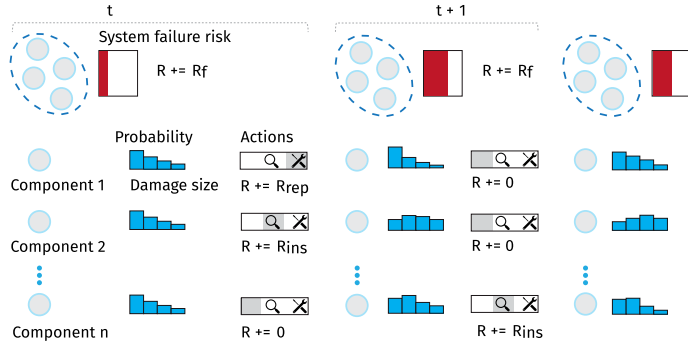 t
t + 1
System failure risk
R += Rf
R += Rf
Probability
Actions
Component 1
Damage size
R += Rrep
R += 0
Component 2
R += Rins
R += 0
Component n
R += 0
R += Rins